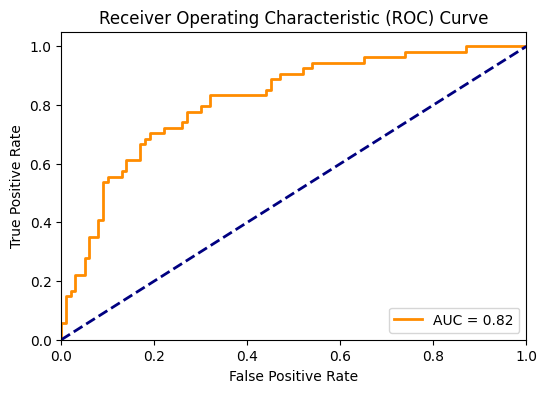 Receiver Operating Characteristic (ROC) Curve
True Positive Rate
1.0
0.8
0.6
0.4
0.2
0.0
0.0 0.2 0.4 0.6 0.8 1.0
False Positive Rate
AUC = 0.82